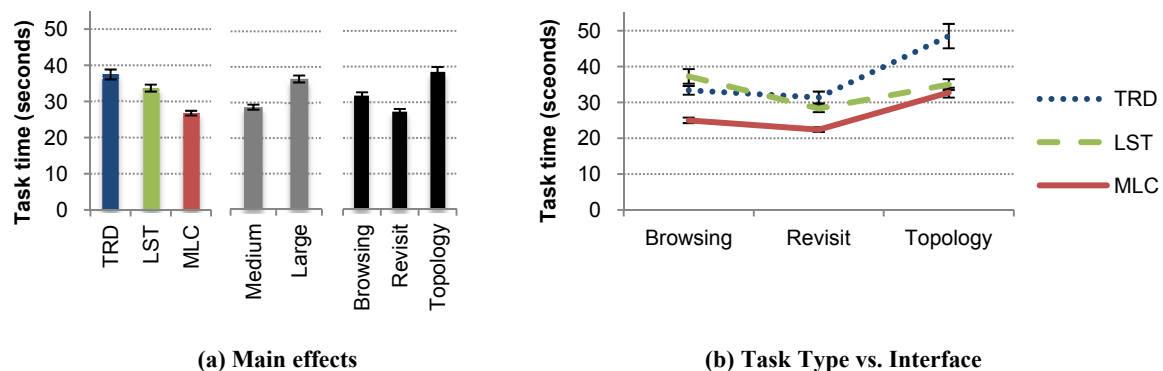 Task time (seconds)
50
40
30
20
10
0
TRD
LST
MLC
Medium
Large
Browsing
Revisit
Topology
(a) Main effects
Task time (sceonds)
50
40
30
20
10
0
Browsing
Revisit
Topology
TRD
LST
MLC
(b) Task Type vs. Interface